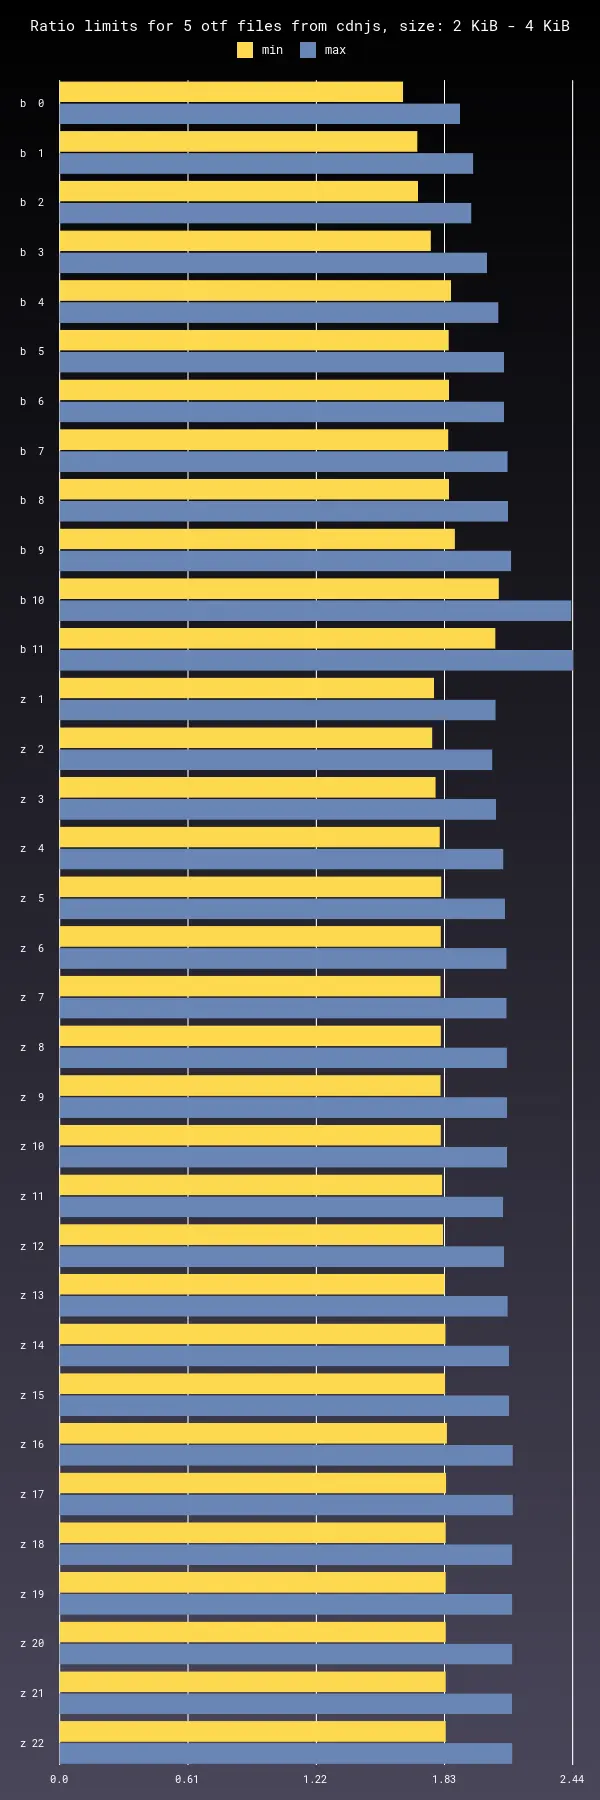 Ratio limits for 5 otf files from cdnjs, size: 2 KiB - 4 KiB
min max
b 0
b 1
b 2
b 3
b 4
b 5
b 6
b 7
b 8
b 9
b 10
b 11
z 1
z 2
z 3
z 4
z 5
z 6
z 7
z 8
z 9
z 10
z 11
z 12
z 13
z 14
z 15
z 16
z 17
z 18
z 19
z 20
z 21
z 22
0.0 0.61 1.22 1.83 2.44